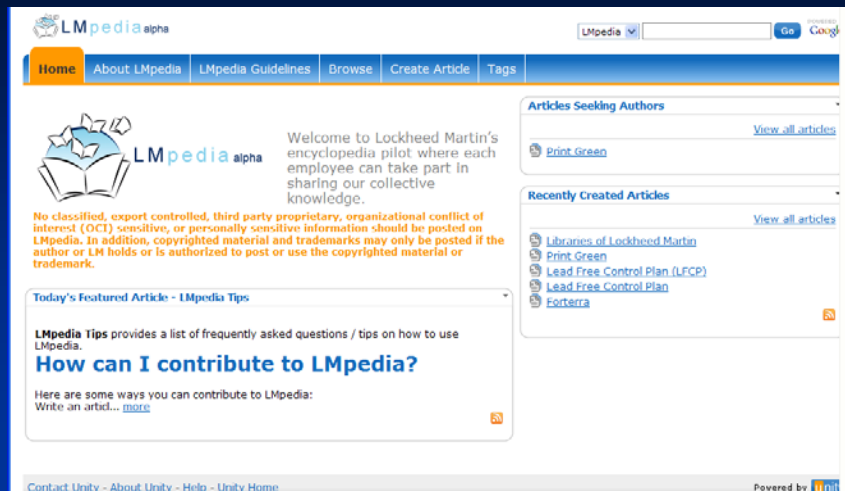 LMpedia alpha
LMpedia
Go
POWERED
Googl
Home About LMpedia LMpedia Guidelines Browse Create Article Tags
LMpedia alpha
Welcome to Lockheed Martin's
encyclopedia pilot where each
employee can take part in
sharing our collective
knowledge.
No classified, export controlled, third party proprietary, organizational conflict of
interest (OCI) sensitive, or personally sensitive information should be posted on
LMpedia. In addition, copyrighted material and trademarks may only be posted if the
author or LM holds or is authorized to post or use the copyrighted material or
trademark.
Today's Featured Article - LMpedia Tips
LMpedia Tips provides a list of frequently asked questions / tips on how to use
LMpedia.
How can I contribute to LMpedia?
Here are some ways you can contribute to LMpedia:
Write an articl... more
Articles Seeking Authors
View all articles
Print Green
Recently Created Articles
View all articles
Libraries of Lockheed Martin
Print Green
Lead Free Control Plan (LFCP)
Lead Free Control Plan
Forterra
Contact Unity - About Unity - Help - Unity Home
Powered by unit